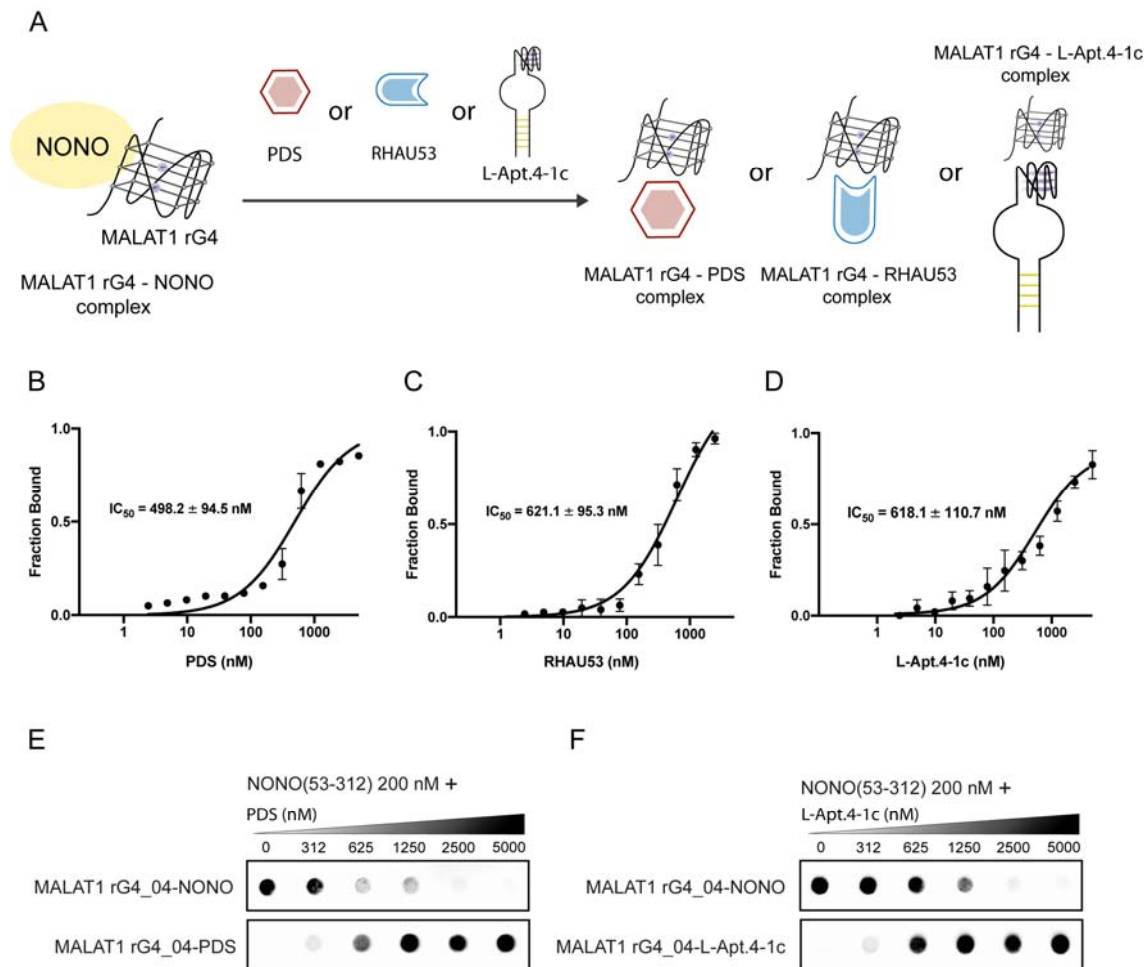 A
NONO
MALAT1 rG4
MALAT1 rG4 - NONO
complex
or
or
PDS
RHAU53
L-Apt.4-1c
MALAT1 rG4 - L-Apt.4-1c
complex
or
or
MALAT1 rG4 - PDS
complex
MALAT1 rG4 - RHAU53
complex
B
1.0
0.5
0.0
Fraction Bound
IC50 = 498.2 ± 94.5 nM
1 10 100 1000
PDS (nM)
C
1.0
0.5
0.0
Fraction Bound
IC50 = 621.1 ± 95.3 nM
1 10 100 1000
RHAU53 (nM)
D
1.0
0.5
0.0
Fraction Bound
IC50 = 618.1 ± 110.7 nM
1 10 100 1000
L-Apt.4-1c (nM)
E
NONO(53-312) 200 nM +
PDS (nM)
0 312 625 1250 2500 5000
MALAT1 rG4_04-NONO
MALAT1 rG4_04-PDS
F
NONO(53-312) 200 nM +
L-Apt.4-1c (nM)
0 312 625 1250 2500 5000
MALAT1 rG4_04-NONO
MALAT1 rG4_04-L-Apt.4-1c